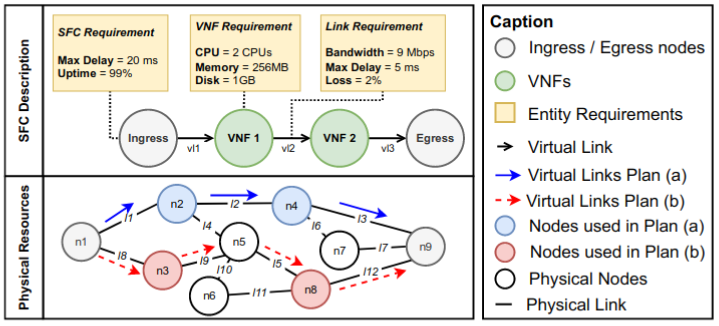 SFC Description
SFC Requirement
Max Delay = 20 ms
Uptime = 99%
VNF Requirement
CPU = 2 CPUs
Memory = 256MB
Disk = 1GB
Link Requirement
Bandwidth = 9 Mbps
Max Delay = 5 ms
Loss = 2%
Ingress
vl1
VNF 1
vl2
VNF 2
vl3
Egress
Physical Resources
n1
l1
n2
l2
n4
l3
n9
l4
l6
n7
l7
l8
n3
l9
n5
l10
l5
n6
l11
n8
l12
Caption
Ingress / Egress nodes
VNFs
Entity Requirements
Virtual Link
Virtual Links Plan (a)
Virtual Links Plan (b)
Nodes used in Plan (a)
Nodes used in Plan (b)
Physical Nodes
Physical Link